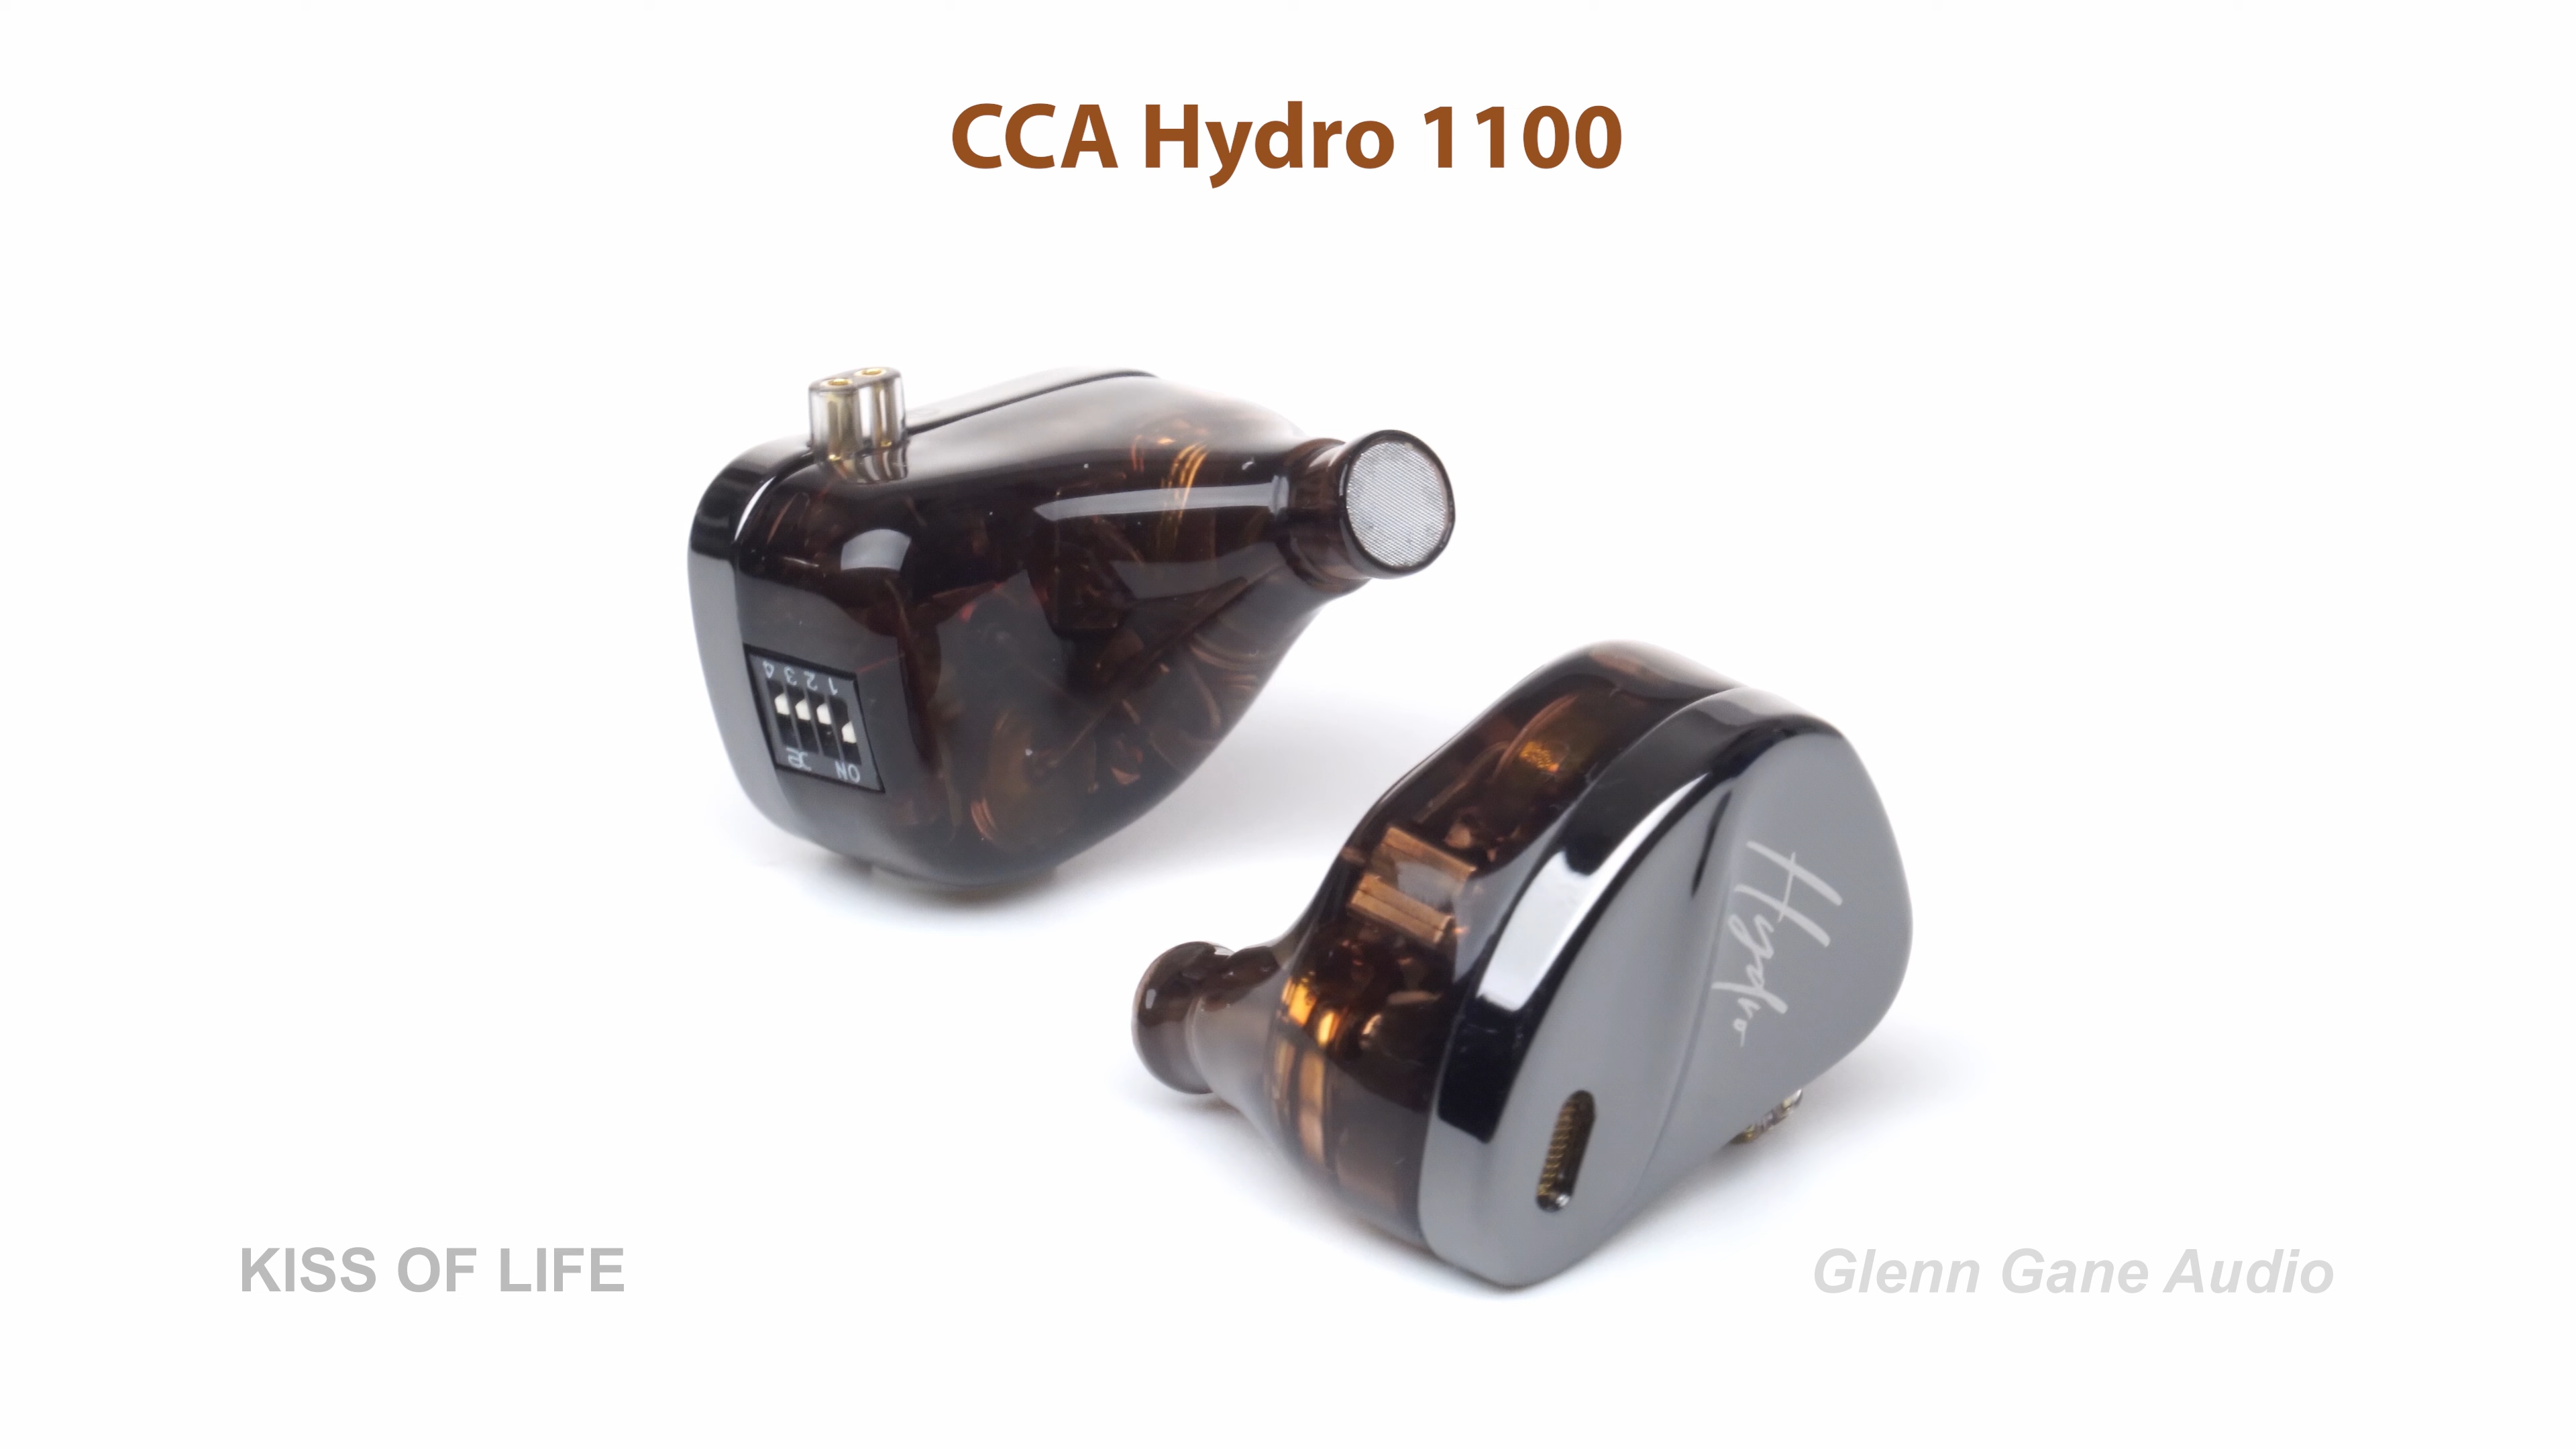 CCA Hydro 1100
4 3 2 1
ON
Hydro
KISS OF LIFE
Glenn Gane Audio